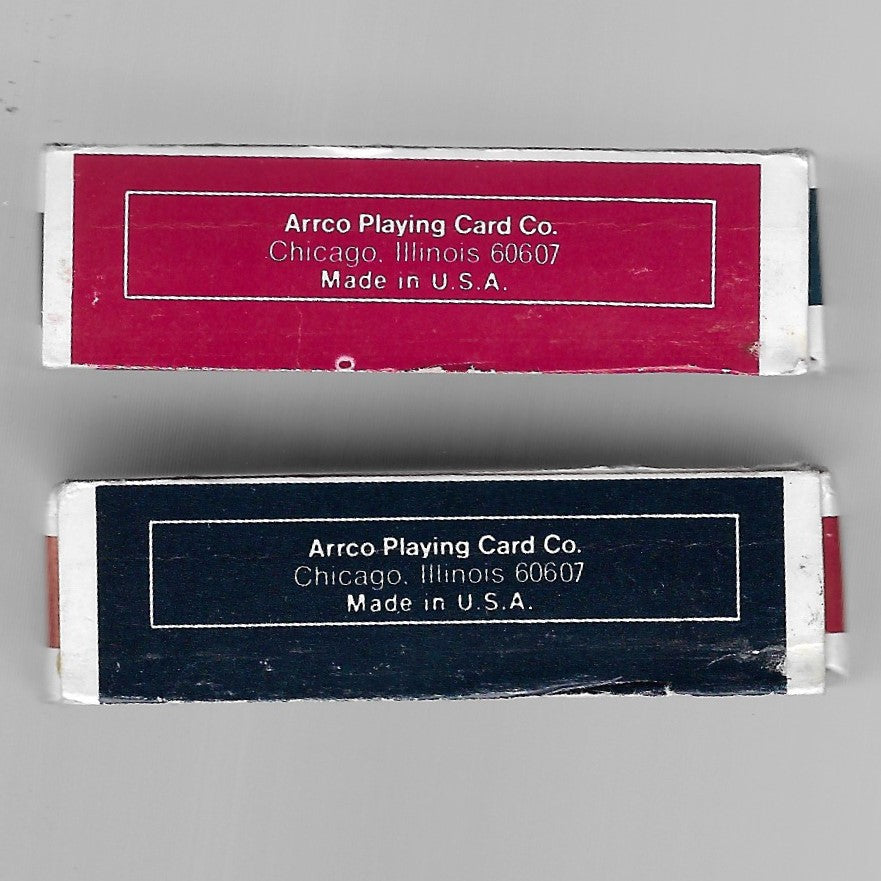 Arrco Playing Card Co.
Chicago, Illinois 60607
Made in U.S.A.
Arrco Playing Card Co.
Chicago, Illinois 60607
Made in U.S.A.